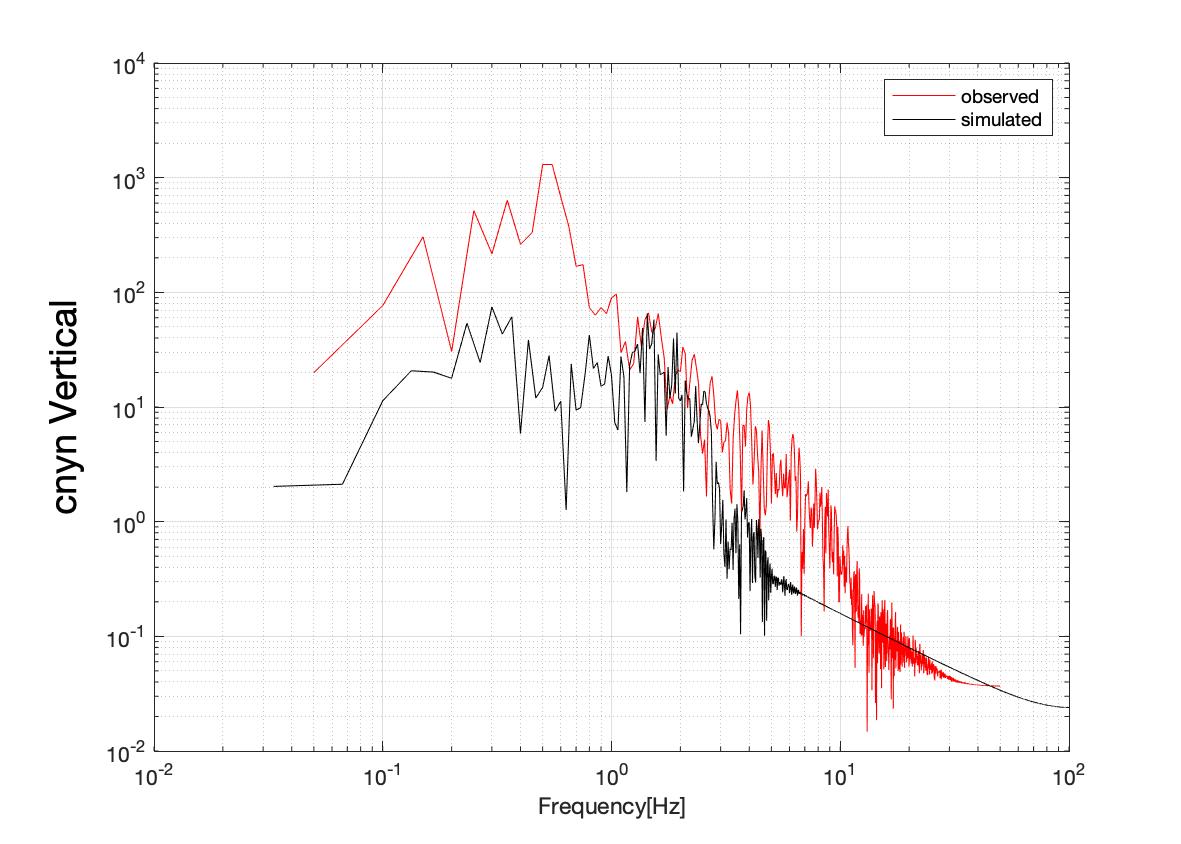 observed
simulated
10⁴
10³
10²
10¹
10⁰
10⁻¹
10⁻²
cnyn Vertical
10⁻² 10⁻¹ 10⁰ 10¹ 10²
Frequency[Hz]